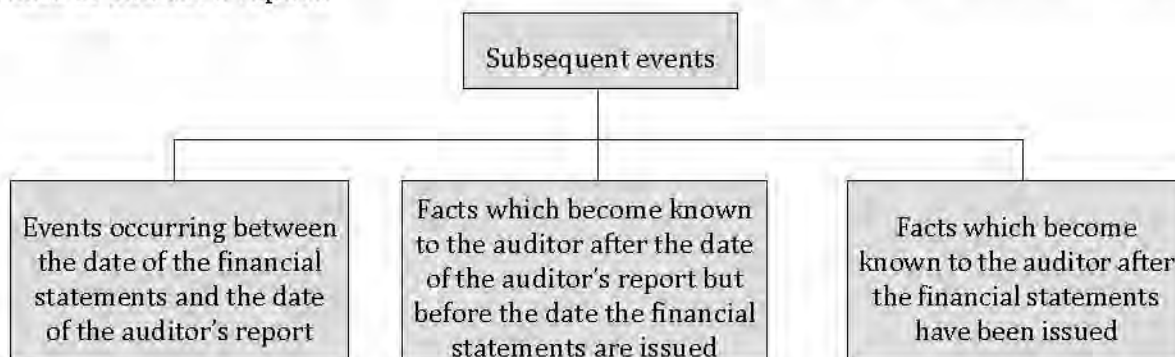 Subsequent events
Events occurring between
the date of the financial
statements and the date
of the auditor's report
Facts which become known
to the auditor after the date
of the auditor's report but
before the date the financial
statements are issued
Facts which become
known to the auditor after
the financial statements
have been issued